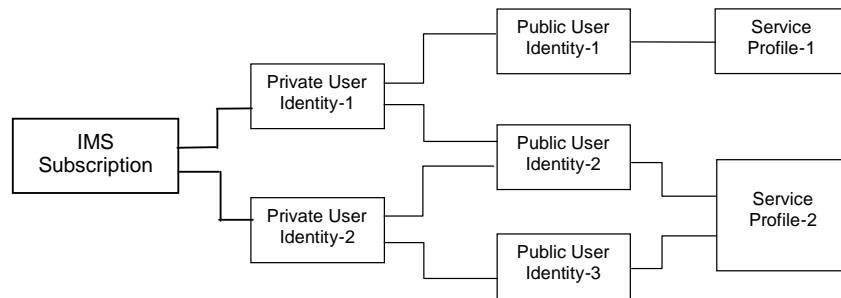 IMS
Subscription
Private User
Identity-1
Private User
Identity-2
Public User
Identity-1
Public User
Identity-2
Public User
Identity-3
Service
Profile-1
Service
Profile-2